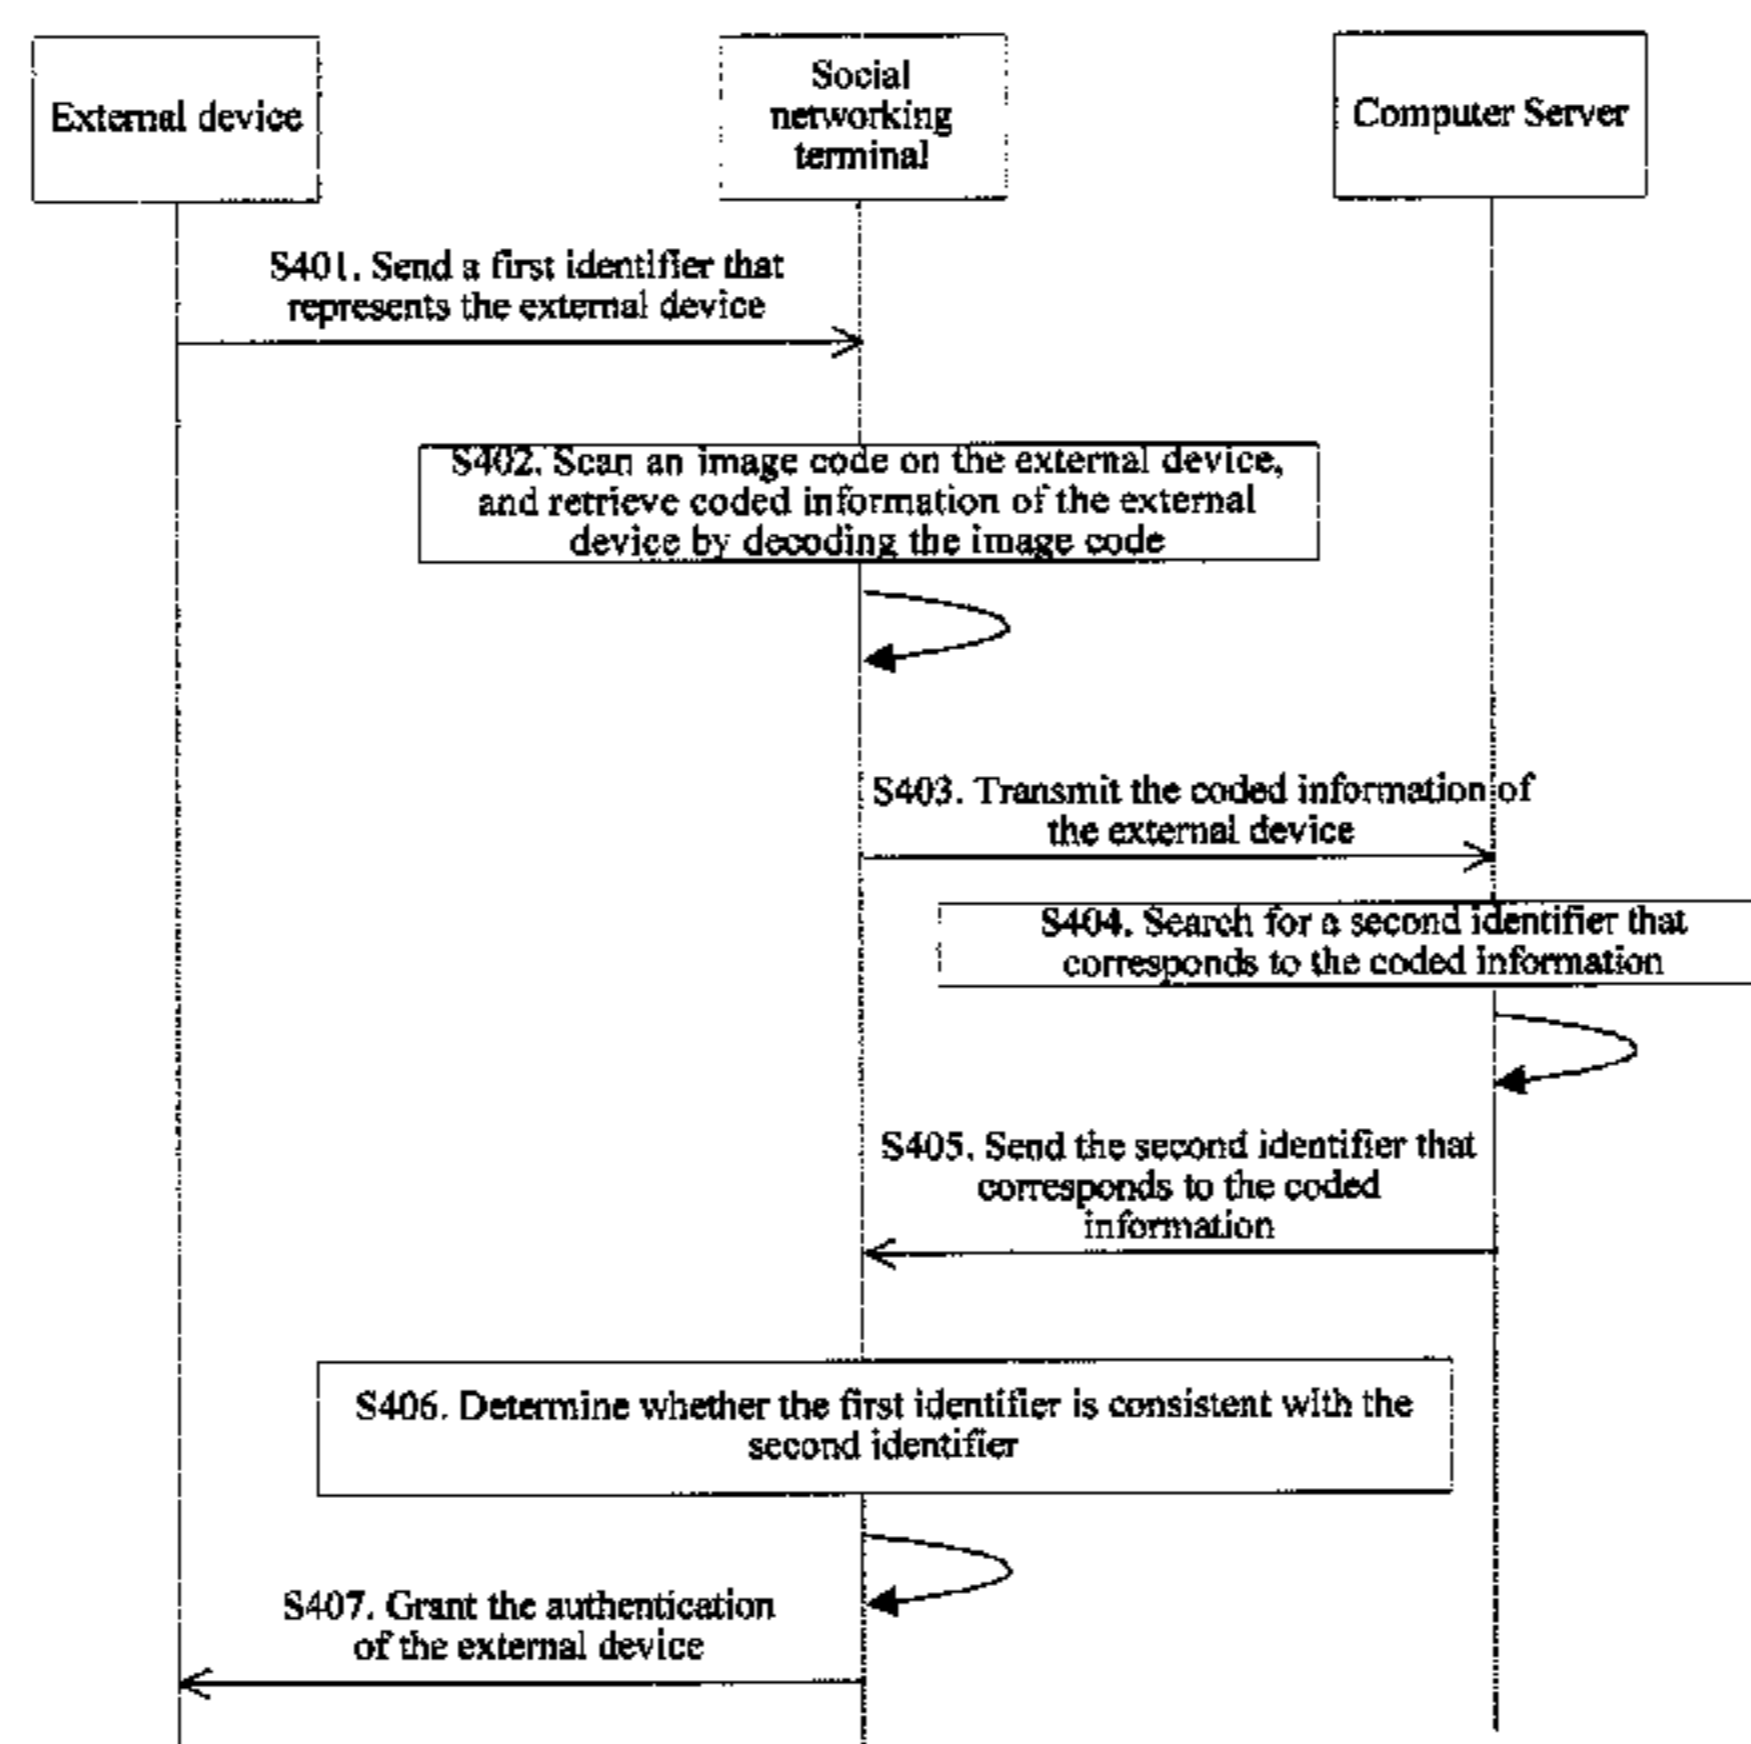 External device
Social
networking
terminal
Computer Server
S401. Send a first identifier that
represents the external device
S402. Scan an image code on the external device,
and retrieve coded information of the external
device by decoding the image code
S403. Transmit the coded information of
the external device
S404. Search for a second identifier that
corresponds to the coded information
S405. Send the second identifier that
corresponds to the coded
information
S406. Determine whether the first identifier is consistent with the
second identifier
S407. Grant the authentication
of the external device